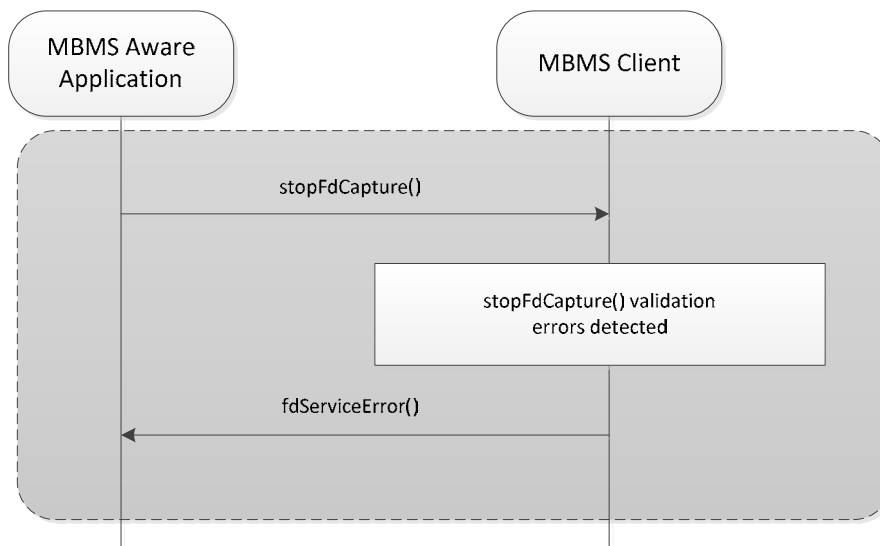 MBMS Aware
Application
MBMS Client
stopFdCapture()
stopFdCapture() validation
errors detected
fdServiceError()